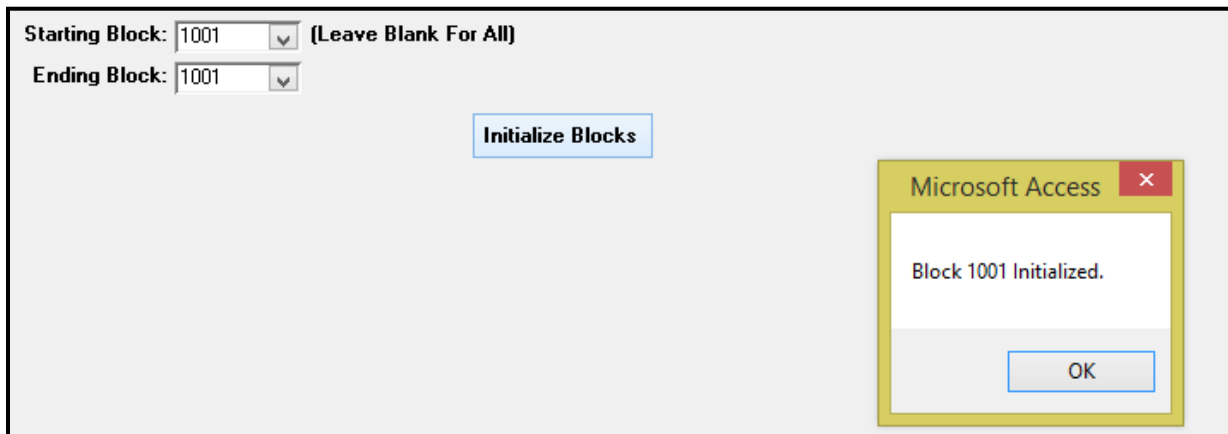 Starting Block: 1001 (Leave Blank For All)
Ending Block: 1001
Initialize Blocks
Microsoft Access
Block 1001 Initialized.
OK